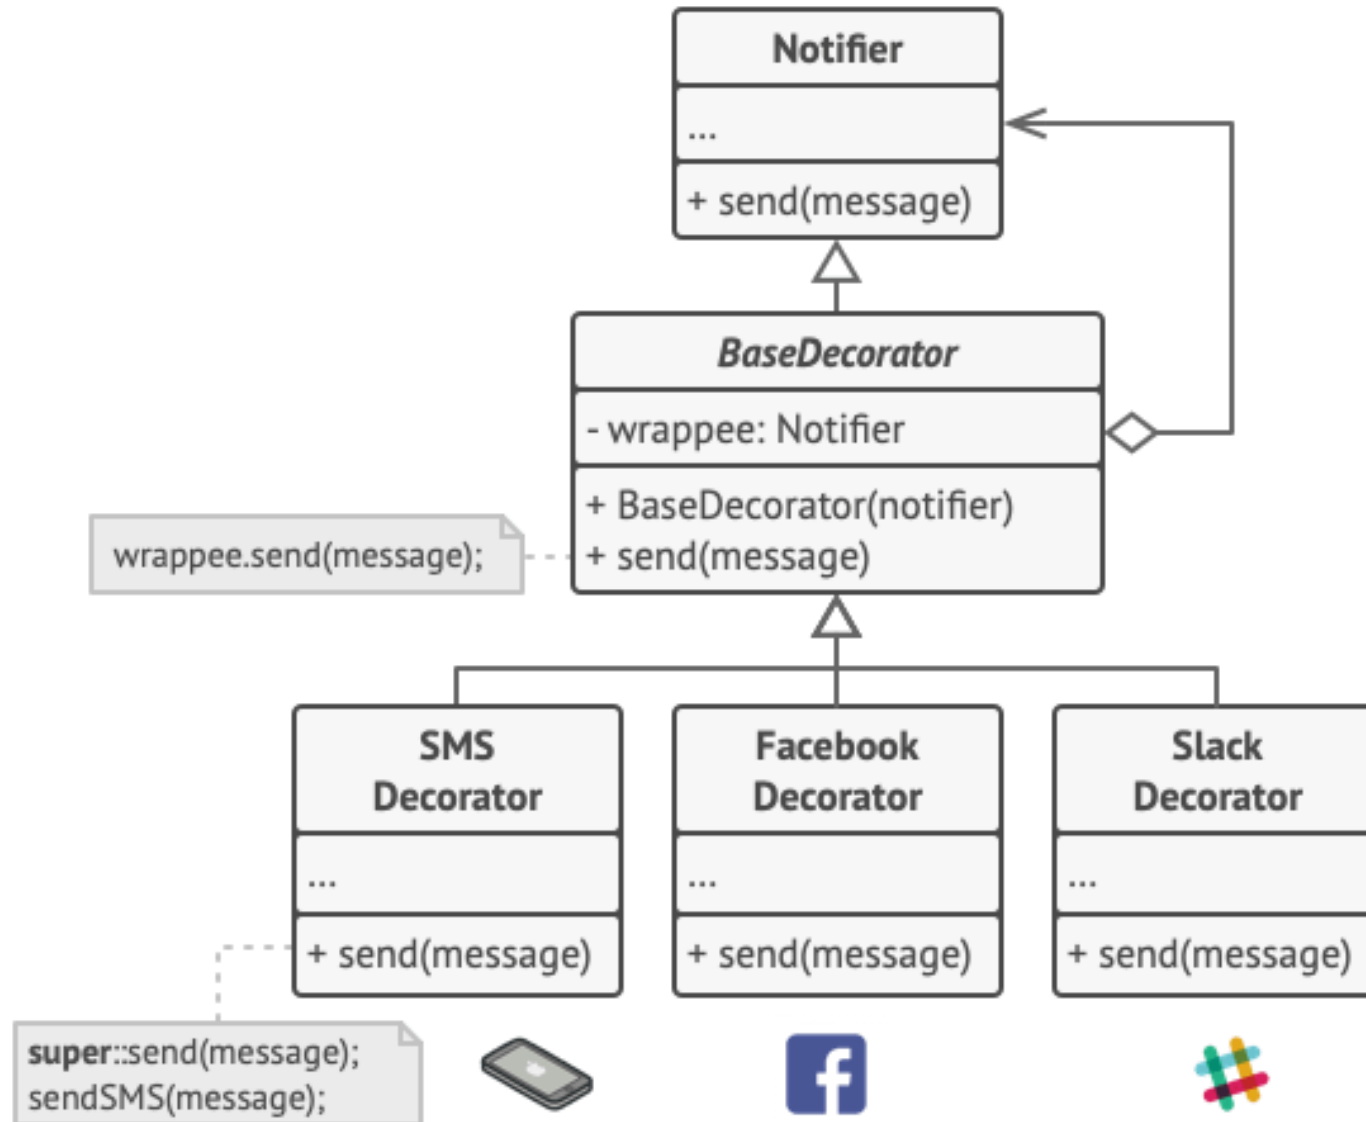 Notifier
...
+ send(message)
BaseDecorator
- wrappee: Notifier
+ BaseDecorator(notifier)
+ send(message)
wrappee.send(message);
SMS
Decorator
...
+ send(message)
Facebook
Decorator
...
+ send(message)
Slack
Decorator
...
+ send(message)
super::send(message);
sendSMS(message);